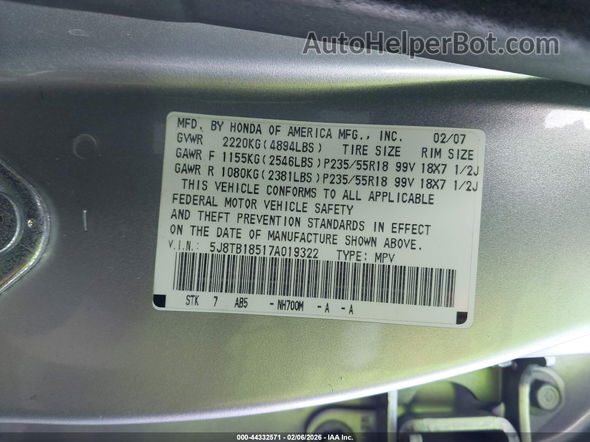 AutoHelperBot.com
MFD. BY HONDA OF AMERICA MFG., INC. 02/07
GVWR 2220KG(4894LBS) TIRE SIZE RIM SIZE
GAWR F 1155KG(2546LBS)P235/55R18 99V 18X7 1/2J
GAWR R 1080KG(2381LBS)P235/55R18 99V 18X7 1/2J
THIS VEHICLE CONFORMS TO ALL APPLICABLE
FEDERAL MOTOR VEHICLE SAFETY
AND THEFT PREVENTION STANDARDS IN EFFECT
ON THE DATE OF MANUFACTURE SHOWN ABOVE.
V.I.N.: 5J8TB18517A019322 TYPE: MPV
STK 7 AB5 -NH700M -A -A
000-44332571 - 02/06/2026 - IAA Inc.